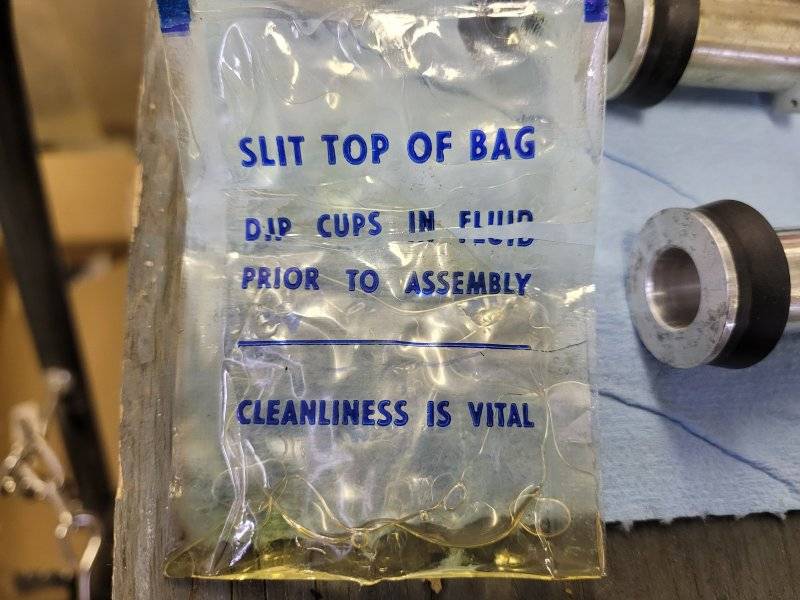 SLIT TOP OF BAG
DIP CUPS IN FLUID
PRIOR TO ASSEMBLY
CLEANLINESS IS VITAL